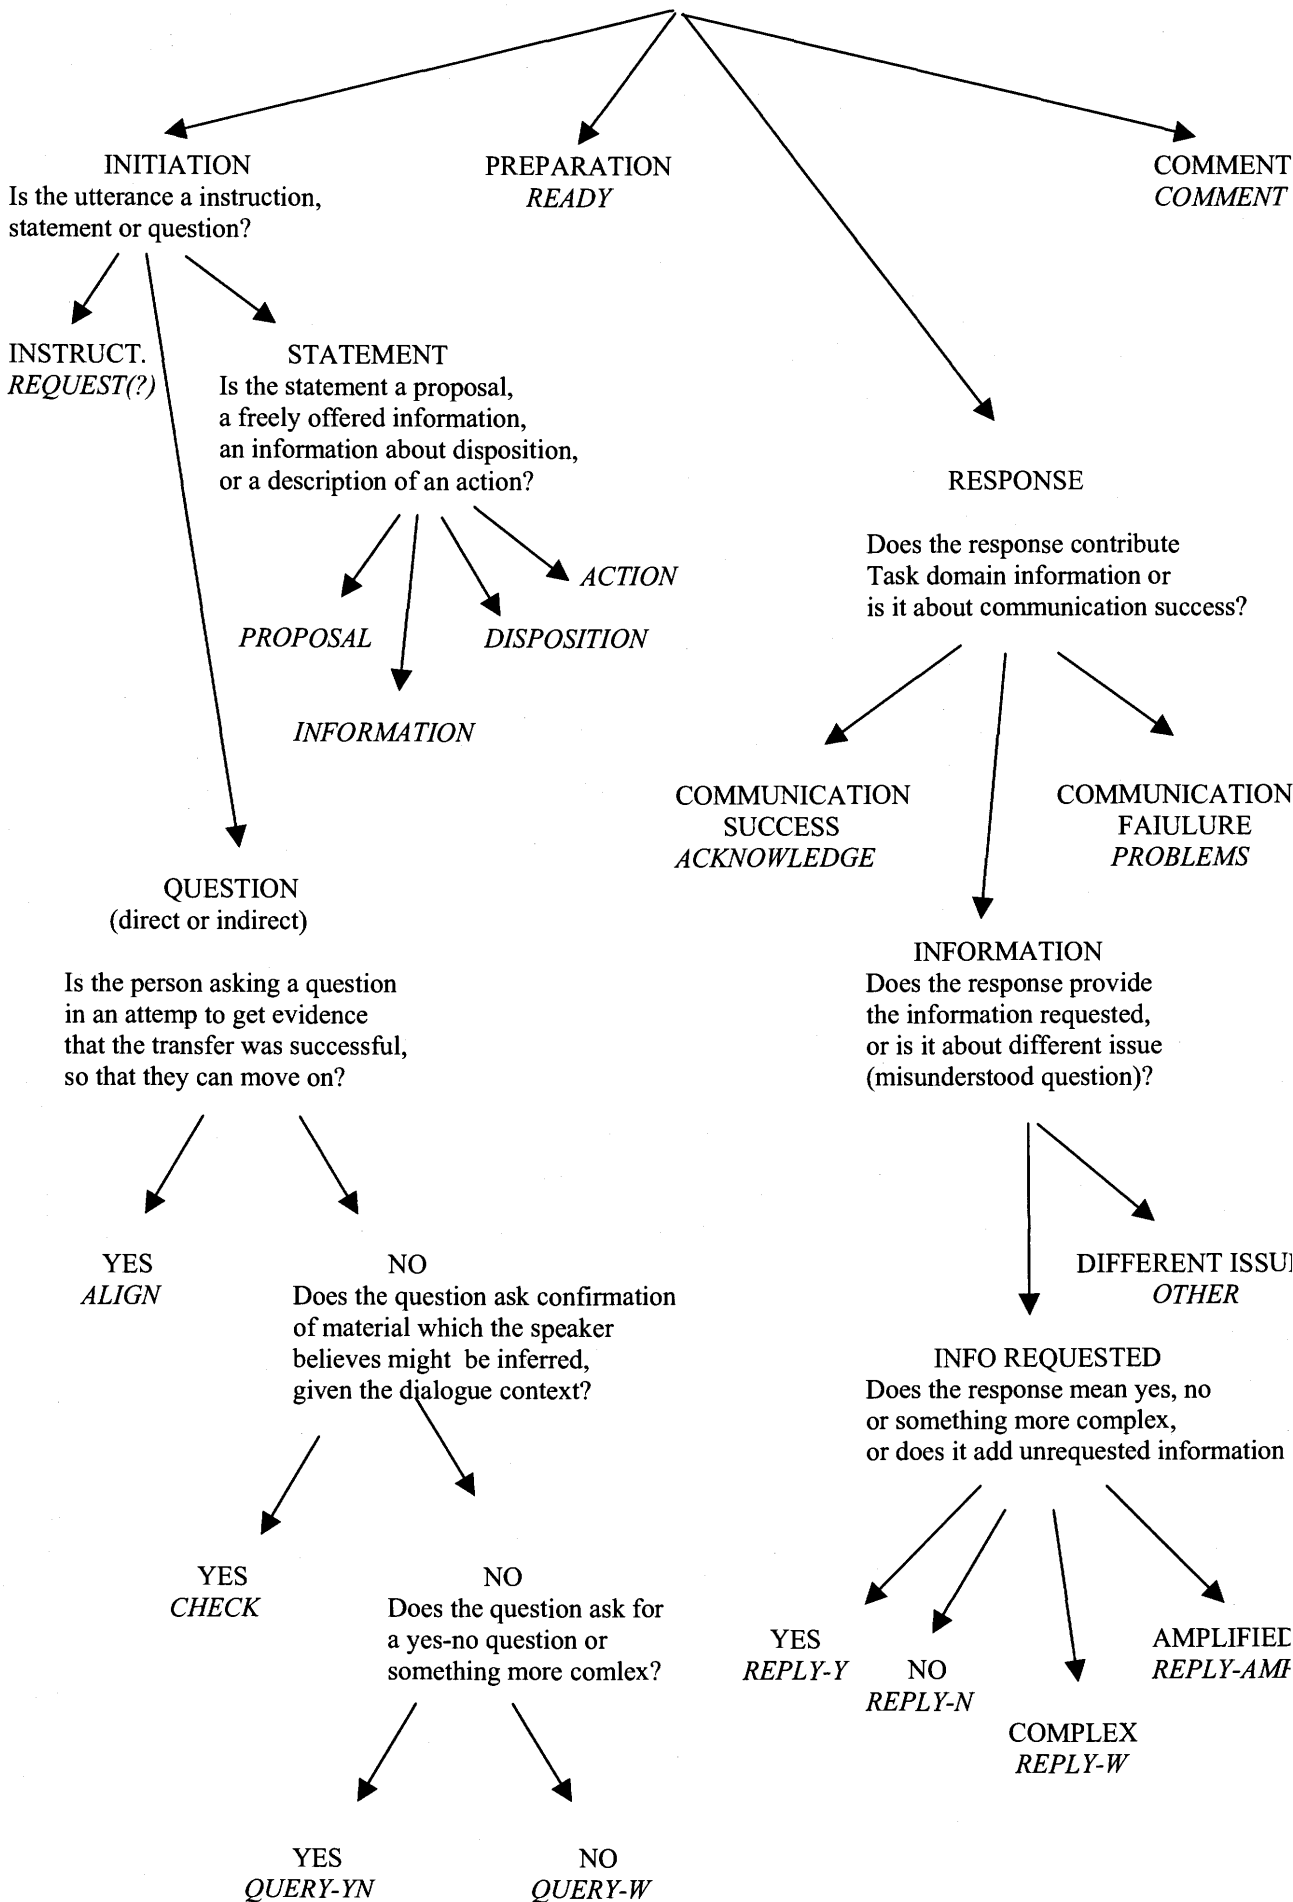 INITIATION
Is the utterance a instruction,
statement or question?
PREPARATION
READY
COMMENT
COMMENT
INSTRUCT.
REQUEST(?)
STATEMENT
Is the statement a proposal,
a freely offered information,
an information about disposition,
or a description of an action?
ACTION
PROPOSAL
DISPOSITION
INFORMATION
RESPONSE
Does the response contribute
Task domain information or
is it about communication success?
COMMUNICATION
SUCCESS
ACKNOWLEDGE
COMMUNICATION
FAIULURE
PROBLEMS
QUESTION
(direct or indirect)
Is the person asking a question
in an attemp to get evidence
that the transfer was successful,
so that they can move on?
INFORMATION
Does the response provide
the information requested,
or is it about different issue
(misunderstood question)?
YES
ALIGN
NO
Does the question ask confirmation
of material which the speaker
believes might be inferred,
given the dialogue context?
DIFFERENT
OTHER
INFO REQUESTED
Does the response mean yes, no
or something more complex,
or does it add unrequested information
YES
CHECK
NO
Does the question ask for
a yes-no question or
something more comlex?
YES
REPLY-Y
NO
REPLY-N
COMPLEX
REPLY-W
AMPLIFIED
YES
QUERY-YN
NO
QUERY-W